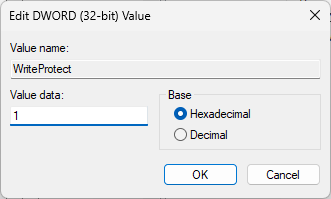 Edit DWORD (32-bit) Value
Value name:
WriteProtect
Value data:
1
Base
Hexadecimal
Decimal
OK
Cancel